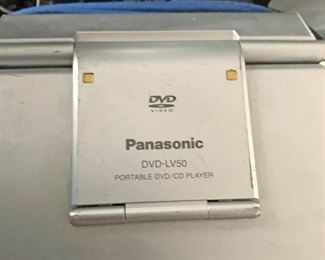 DVD
VIDEO
Panasonic
DVD-LV50
PORTABLE DVD/CD PLAYER